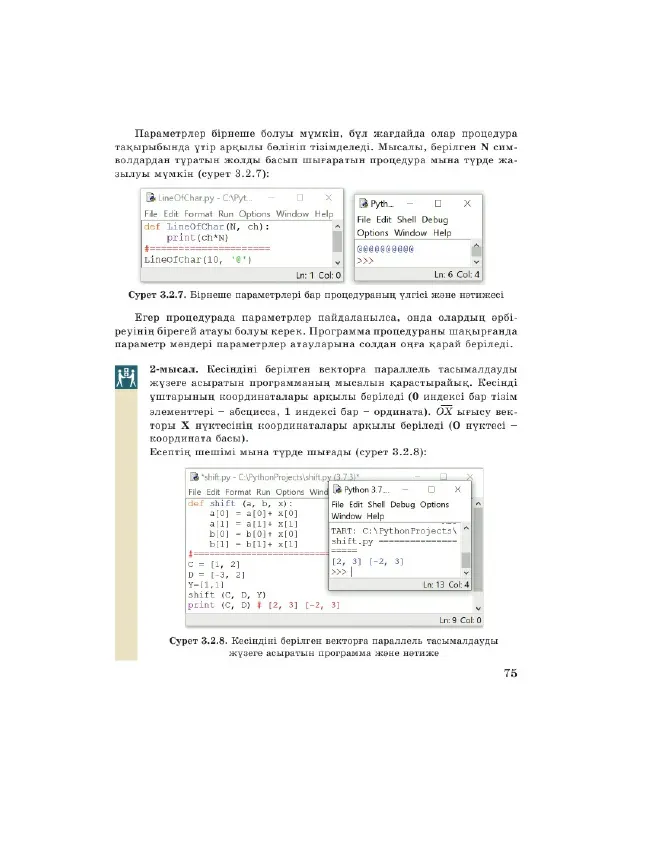 Параметрлер бірнеше болуы мүмкін, бұл жағдайда олар процедура
тақырыбында үтір арқылы бөлініп тізімделеді. Мысалы, берілген N сим-
волдардан тұратын жолды басып шығаратын процедура мына түрде жа-
зылуы мүмкін (сурет 3.2.7):
LineOfChar.py - C:\Pyt...
File Edit Format Run Options Window Help
def LineOfChar(N, ch):
print(ch*N)
#=====================
LineOfChar(10, '@')
Ln: 1 Col: 0
Pyth...
File Edit Shell Debug
Options Window Help
@@@@@@@@@@
>>>
Ln: 6 Col: 4
Сурет 3.2.7. Бірнеше параметрлері бар процедураның үлгісі және нәтижесі
Егер процедурада параметрлер пайдаланылса, онда олардың әрбі-
реуінің бірегей атауы болуы керек. Программа процедураны шақырғанда
параметр мәндері параметрлер атауларына солдан оңға қарай беріледі.
2-мысал. Кесіндіні берілген векторға параллель тасымалдауды
жүзеге асыратын программаның мысалын қарастырайық. Кесінді
ұштарының координаталары арқылы беріледі (0 индексі бар тізім
элементтері – абсцисса, 1 индексі бар – ордината). OX ығысу век-
торы X нүктесінің координаталары арқылы беріледі (O нүктесі –
координата басы).
Есептің шешімі мына түрде шығады (сурет 3.2.8):
*shift.py - C:\PythonProjects\shift.py (3.7.3)*
File Edit Format Run Options Wind
def shift (a, b, x):
a[0] = a[0]+ x[0]
a[1] = a[1]+ x[1]
b[0] = b[0]+ x[0]
b[1] = b[1]+ x[1]
#========================
C = [1, 2]
D = [-3, 2]
Y=[1,1]
shift (C, D, Y)
print (C, D) # [2, 3] [-2, 3]
Ln: 9 Col: 0
Python 3.7....
File Edit Shell Debug Options
Window Help
TART: C:\PythonProjects\
shift.py ===============
=====
[2, 3] [-2, 3]
>>>
Ln: 13 Col: 4
Сурет 3.2.8. Кесіндіні берілген векторға параллель тасымалдауды
жүзеге асыратын программа және нәтиже
75